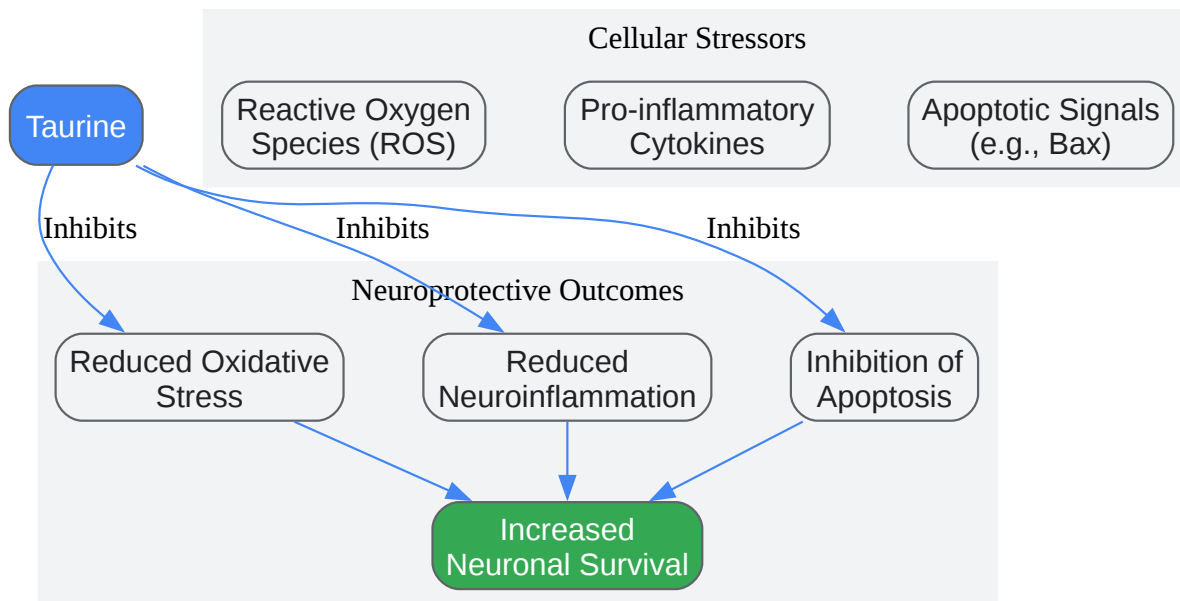 Cellular Stressors
Taurine
Reactive Oxygen
Species (ROS)
Pro-inflammatory
Cytokines
Apoptotic Signals
(e.g., Bax)
Inhibits
Inhibits
Inhibits
Neuroprotective Outcomes
Reduced Oxidative
Stress
Reduced
Neuroinflammation
Inhibition of
Apoptosis
Increased
Neuronal Survival